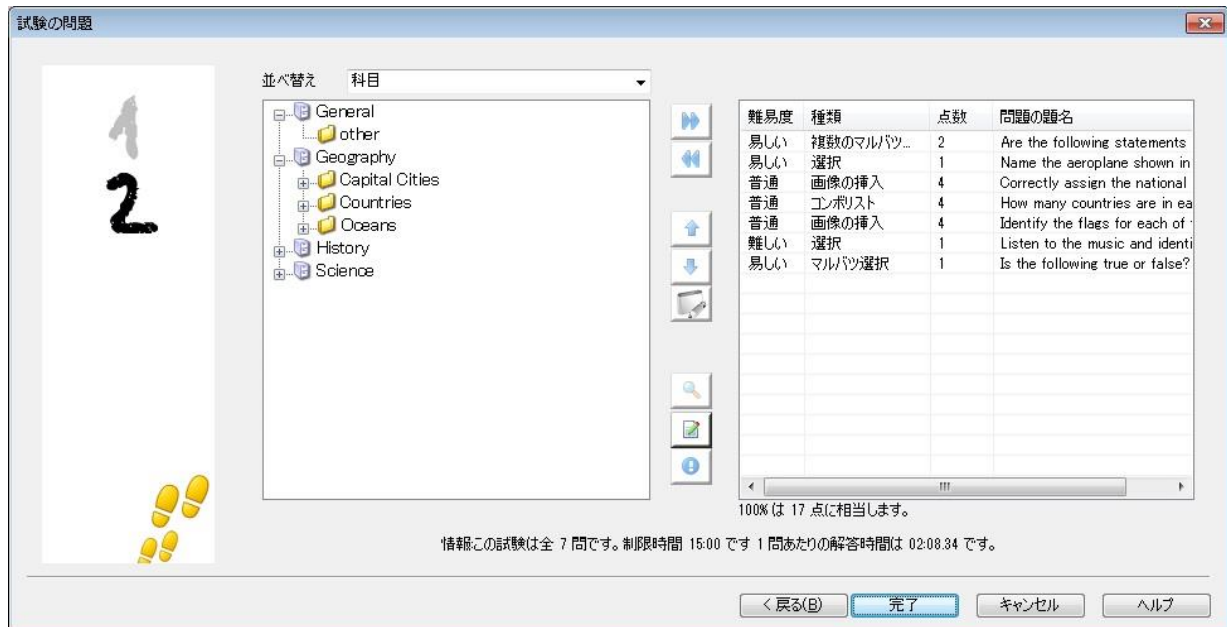 試験の問題
1
2
並べ替え 科目
General
other
Geography
Capital Cities
Countries
Oceans
History
Science
難易度 種類 点数 問題の題名
易しい 複数のマルバツ... 2 Are the following statements
易しい 選択 1 Name the aeroplane shown in
普通 画像の挿入 4 Correctly assign the national
普通 コンボリスト 4 How many countries are in ea
普通 画像の挿入 4 Identify the flags for each of
難しい 選択 1 Listen to the music and identi
易しい マルバツ選択 1 Is the following true or false?
100% は 17 点に相当します。
情報:この試験は全 7 問です。制限時間 15:00 です 1 問あたりの解答時間は 02:08.34 です。
< 戻る(B) 完了 キャンセル ヘルプ